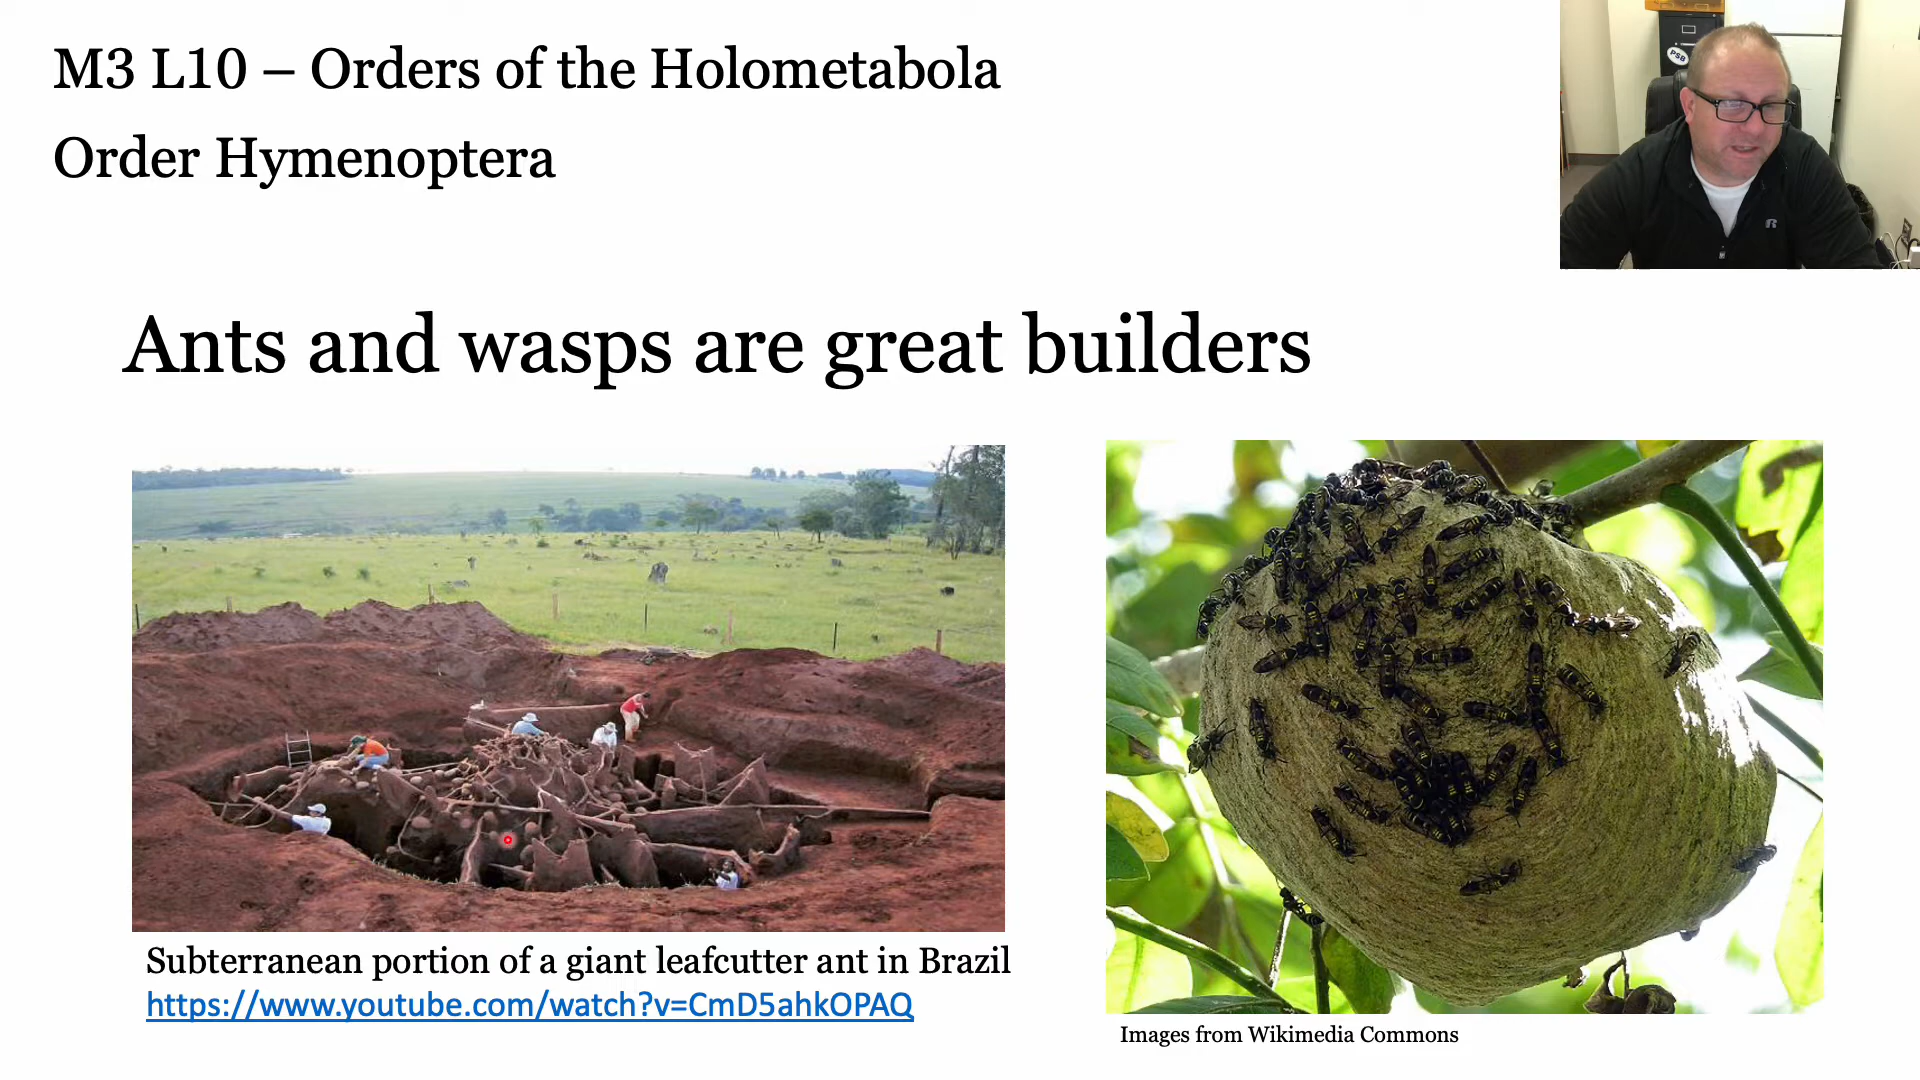 M3 L10 – Orders of the Holometabola
Order Hymenoptera
PSB
R
Ants and wasps are great builders
Subterranean portion of a giant leafcutter ant in Brazil
https://www.youtube.com/watch?v=CmD5ahkOPAQ
Images from Wikimedia Commons